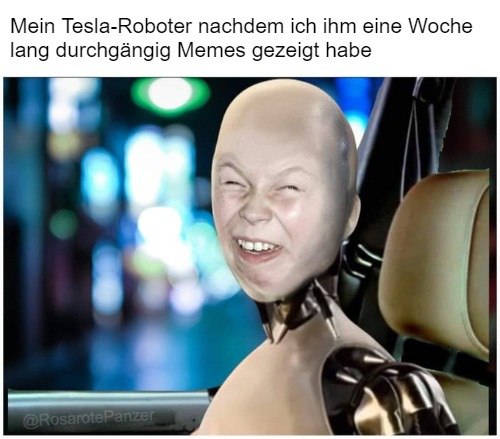 Mein Tesla-Roboter nachdem ich ihm eine Woche
lang durchgängig Memes gezeigt habe
@RosarotePanzer